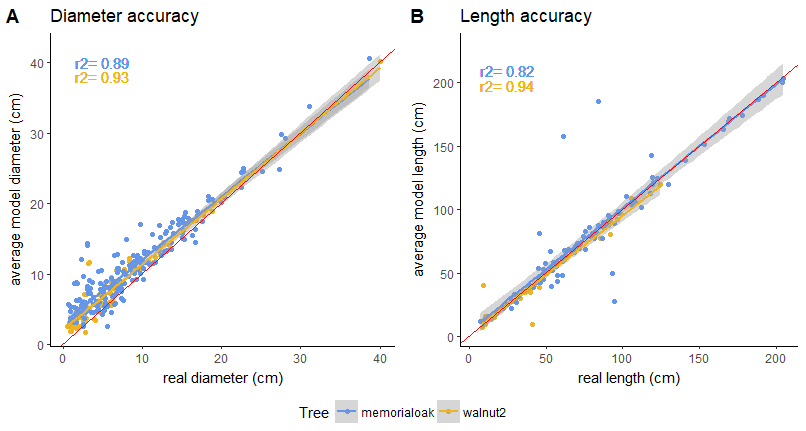 A Diameter accuracy
r2= 0.89
r2= 0.93
average model diameter (cm)
40
30
20
10
0
0 10 20 30 40
real diameter (cm)
B Length accuracy
r2= 0.82
r2= 0.94
average model length (cm)
200
150
100
50
0
0 50 100 150 200
real length (cm)
Tree memorialoak walnut2